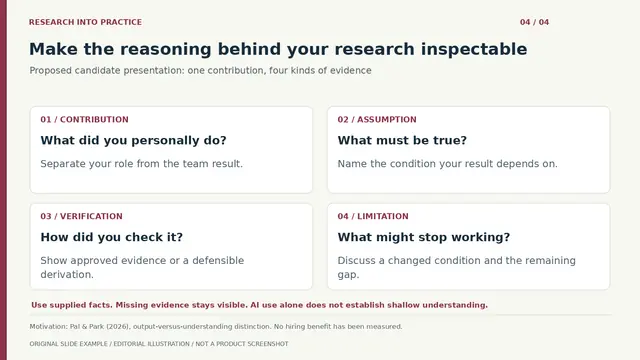 RESEARCH INTO PRACTICE
04 / 04
Make the reasoning behind your research inspectable
Proposed candidate presentation: one contribution, four kinds of evidence
01 / CONTRIBUTION
What did you personally do?
Separate your role from the team result.
02 / ASSUMPTION
What must be true?
Name the condition your result depends on.
03 / VERIFICATION
How did you check it?
Show approved evidence or a defensible
derivation.
04 / LIMITATION
What might stop working?
Discuss a changed condition and the remaining
gap.
Use supplied facts. Missing evidence stays visible. AI use alone does not establish shallow understanding.
Motivation: Pal & Park (2026), output-versus-understanding distinction. No hiring benefit has been measured.
ORIGINAL SLIDE EXAMPLE / EDITORIAL ILLUSTRATION / NOT A PRODUCT SCREENSHOT